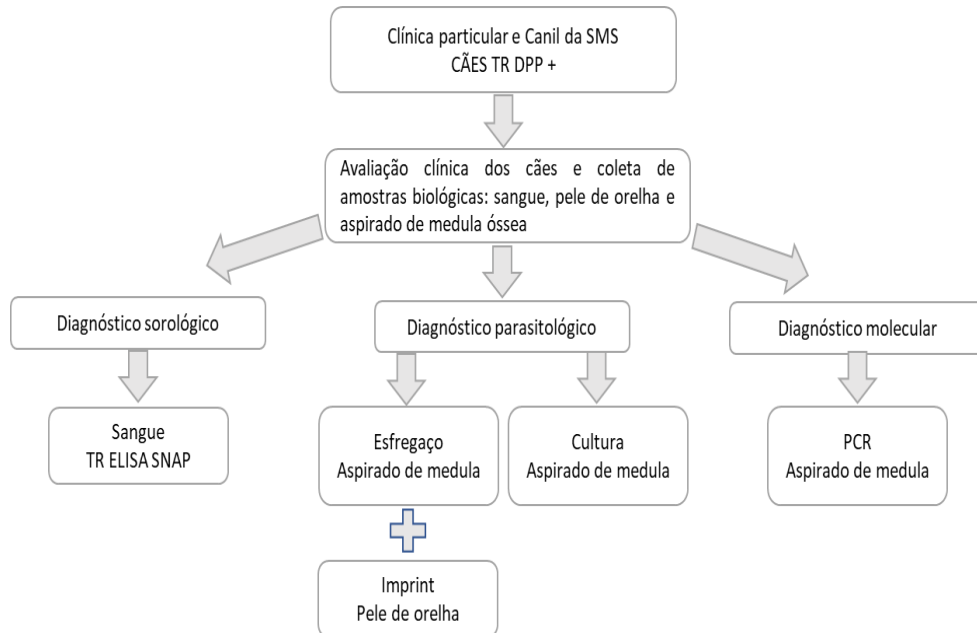 Clínica particular e Canil da SMS
CÃES TR DPP +
Avaliação clínica dos cães e coleta de
amostras biológicas: sangue, pele de orelha e
aspirado de medula óssea
Diagnóstico sorológico
Diagnóstico parasitológico
Diagnóstico molecular
Sangue
TR ELISA SNAP
Esfregaço
Aspirado de medula
Cultura
Aspirado de medula
PCR
Aspirado de medula
Imprint
Pele de orelha